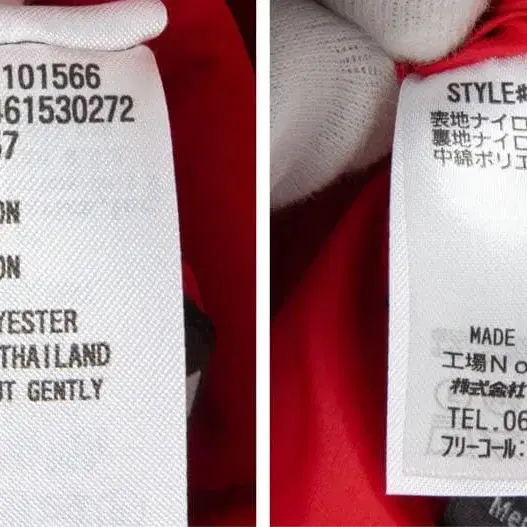 101566
461530272
57
ON
ON
YESTER
THAILAND
UT GENTLY
STYLE#
表地ナイロ
裏地ナイロ
中綿ポリエ
MADE
工場No
株式会社
TEL.06
フリーコール: